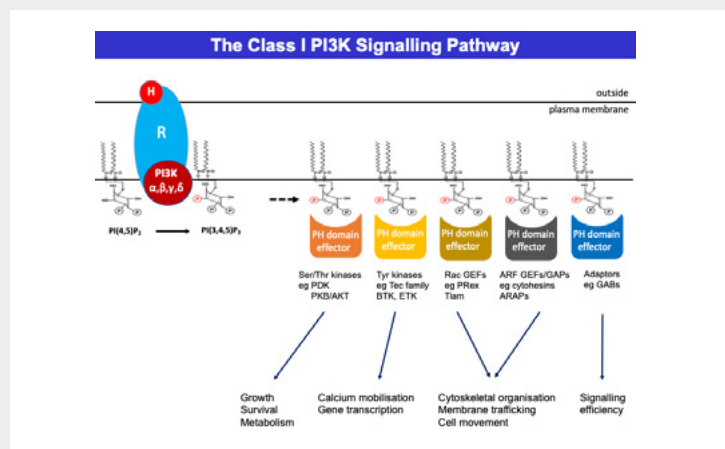 The Class I PI3K Signalling Pathway
outside
plasma membrane
H
R
PI3K
α,β,γ,δ
PI(4,5)P₂
PI(3,4,5)P₃
PH domain
effector
PH domain
effector
PH domain
effector
PH domain
effector
PH domain
effector
Ser/Thr kinases
eg PDK
PKB/AKT
Tyr kinases
eg Tec family
BTK, ETK
Rac GEFs
eg PRex
Tiam
ARF GEFs/GAPs
eg cytohesins
ARAPs
Adaptors
eg GABs
Growth
Survival
Metabolism
Calcium mobilisation
Gene transcription
Cytoskeletal organisation
Membrane trafficking
Cell movement
Signalling
efficiency